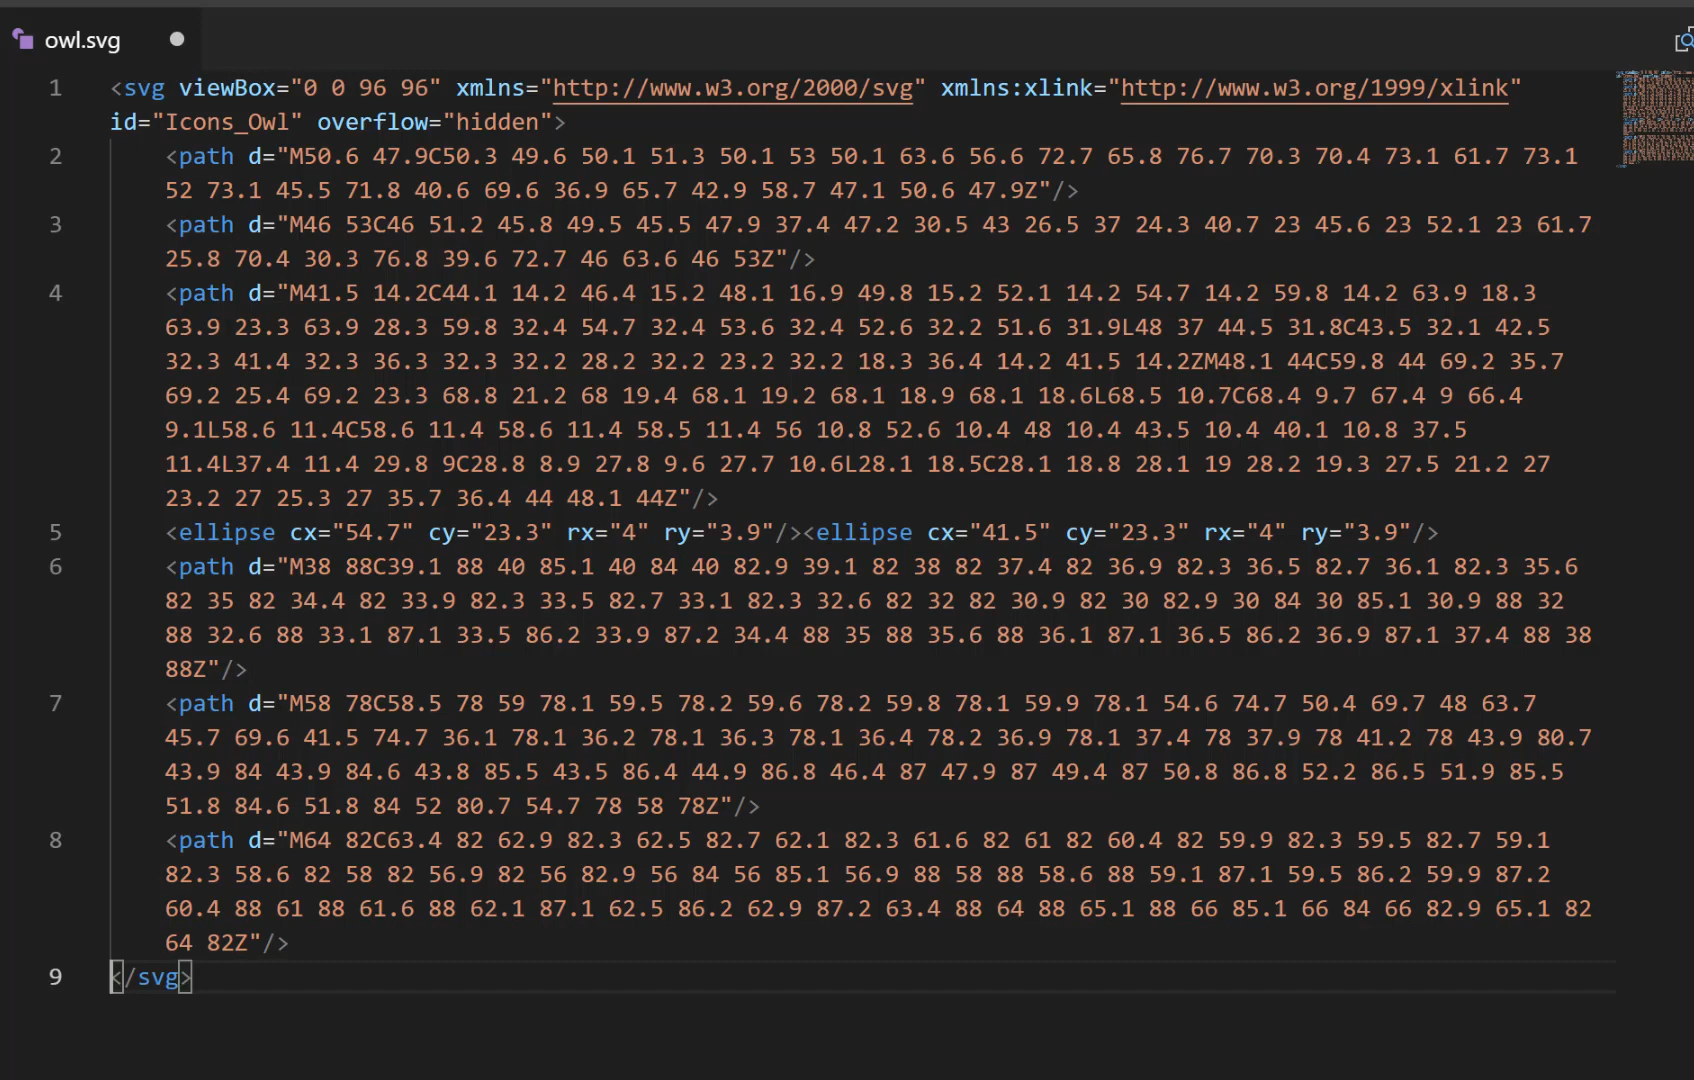 owl.svg
1 <svg viewBox="0 0 96 96" xmlns="http://www.w3.org/2000/svg" xmlns:xlink="http://www.w3.org/1999/xlink"
id="Icons_Owl" overflow="hidden">
2 <path d="M50.6 47.9C50.3 49.6 50.1 51.3 50.1 53 50.1 63.6 56.6 72.7 65.8 76.7 70.3 70.4 73.1 61.7 73.1
52 73.1 45.5 71.8 40.6 69.6 36.9 65.7 42.9 58.7 47.1 50.6 47.9Z"/>
3 <path d="M46 53C46 51.2 45.8 49.5 45.5 47.9 37.4 47.2 30.5 43 26.5 37 24.3 40.7 23 45.6 23 52.1 23 61.7
25.8 70.4 30.3 76.8 39.6 72.7 46 63.6 46 53Z"/>
4 <path d="M41.5 14.2C44.1 14.2 46.4 15.2 48.1 16.9 49.8 15.2 52.1 14.2 54.7 14.2 59.8 14.2 63.9 18.3
63.9 23.3 63.9 28.3 59.8 32.4 54.7 32.4 53.6 32.4 52.6 32.2 51.6 31.9L48 37 44.5 31.8C43.5 32.1 42.5
32.3 41.4 32.3 36.3 32.3 32.2 28.2 32.2 23.2 32.2 18.3 36.4 14.2 41.5 14.2ZM48.1 44C59.8 44 69.2 35.7
69.2 25.4 69.2 23.3 68.8 21.2 68 19.4 68.1 19.2 68.1 18.9 68.1 18.6L68.5 10.7C68.4 9.7 67.4 9 66.4
9.1L58.6 11.4C58.6 11.4 58.6 11.4 58.5 11.4 56 10.8 52.6 10.4 48 10.4 43.5 10.4 40.1 10.8 37.5
11.4L37.4 11.4 29.8 9C28.8 8.9 27.8 9.6 27.7 10.6L28.1 18.5C28.1 18.8 28.1 19 28.2 19.3 27.5 21.2 27
23.2 27 25.3 27 35.7 36.4 44 48.1 44Z"/>
5 <ellipse cx="54.7" cy="23.3" rx="4" ry="3.9"/><ellipse cx="41.5" cy="23.3" rx="4" ry="3.9"/>
6 <path d="M38 88C39.1 88 40 85.1 40 84 40 82.9 39.1 82 38 82 37.4 82 36.9 82.3 36.5 82.7 36.1 82.3 35.6
82 35 82 34.4 82 33.9 82.3 33.5 82.7 33.1 82.3 32.6 82 32 82 30.9 82 30 82.9 30 84 30 85.1 30.9 88 32
88 32.6 88 33.1 87.1 33.5 86.2 33.9 87.2 34.4 88 35 88 35.6 88 36.1 87.1 36.5 86.2 36.9 87.1 37.4 88 38
88Z"/>
7 <path d="M58 78C58.5 78 59 78.1 59.5 78.2 59.6 78.2 59.8 78.1 59.9 78.1 54.6 74.7 50.4 69.7 48 63.7
45.7 69.6 41.5 74.7 36.1 78.1 36.2 78.1 36.3 78.1 36.4 78.2 36.9 78.1 37.4 78 37.9 78 41.2 78 43.9 80.7
43.9 84 43.9 84.6 43.8 85.5 43.5 86.4 44.9 86.8 46.4 87 47.9 87 49.4 87 50.8 86.8 52.2 86.5 51.9 85.5
51.8 84.6 51.8 84 52 80.7 54.7 78 58 78Z"/>
8 <path d="M64 82C63.4 82 62.9 82.3 62.5 82.7 62.1 82.3 61.6 82 61 82 60.4 82 59.9 82.3 59.5 82.7 59.1
82.3 58.6 82 58 82 56.9 82 56 82.9 56 84 56 85.1 56.9 88 58 88 58.6 88 59.1 87.1 59.5 86.2 59.9 87.2
60.4 88 61 88 61.6 88 62.1 87.1 62.5 86.2 62.9 87.2 63.4 88 64 88 65.1 88 66 85.1 66 84 66 82.9 65.1 82
64 82Z"/>
9 </svg>